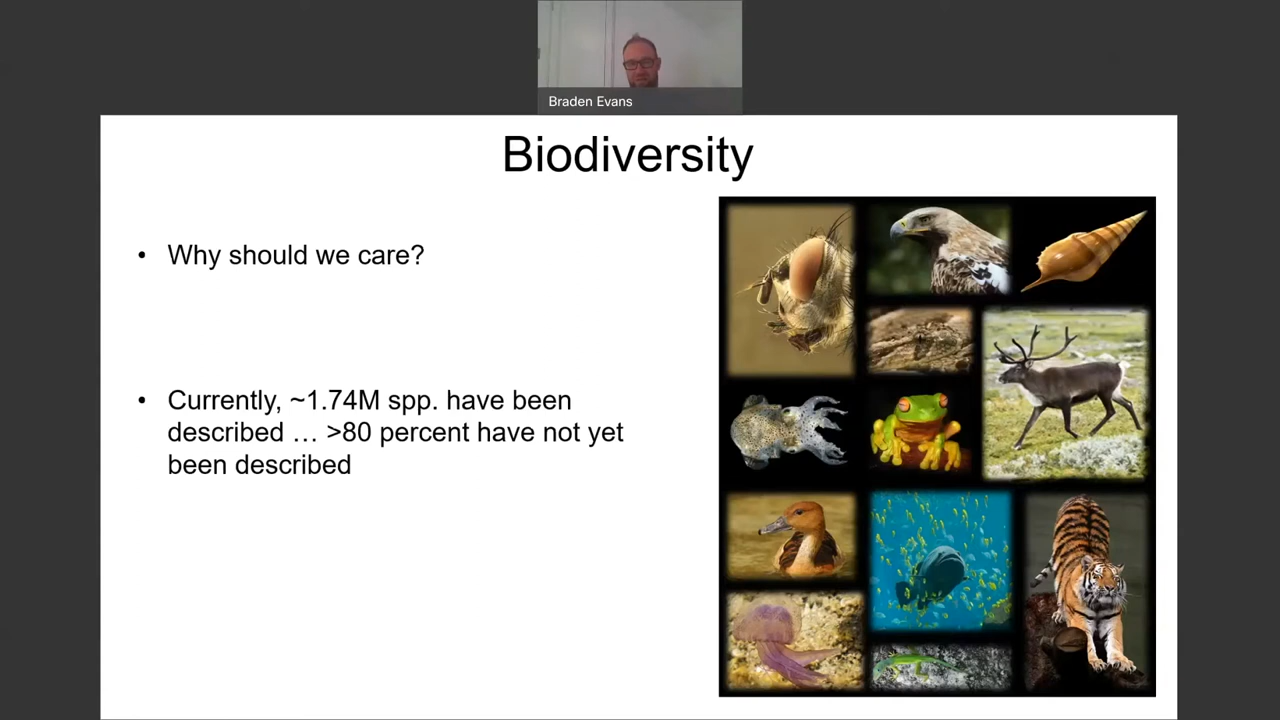 Braden Evans
Biodiversity
• Why should we care?
• Currently, ~1.74M spp. have been
described … >80 percent have not yet
been described